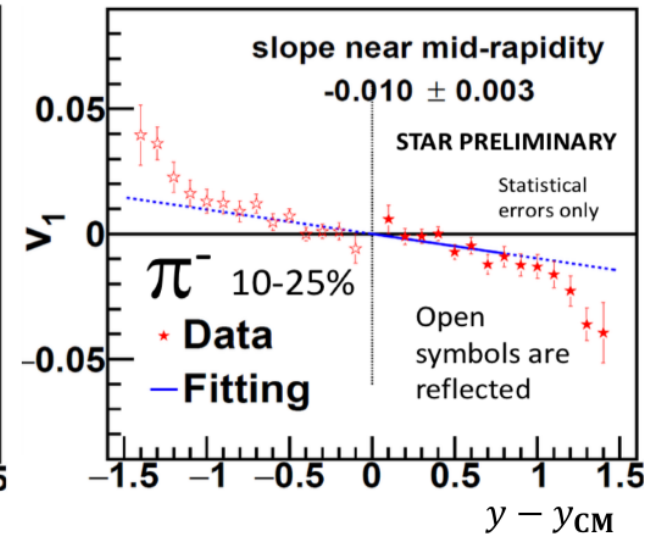 slope near mid-rapidity
-0.010 ± 0.003
STAR PRELIMINARY
Statistical
errors only
0.05
0
−0.05
v₁
π⁻ 10-25%
Data
Fitting
Open
symbols are
reflected
−1.5 −1 −0.5 0 0.5 1 1.5
y − yCM